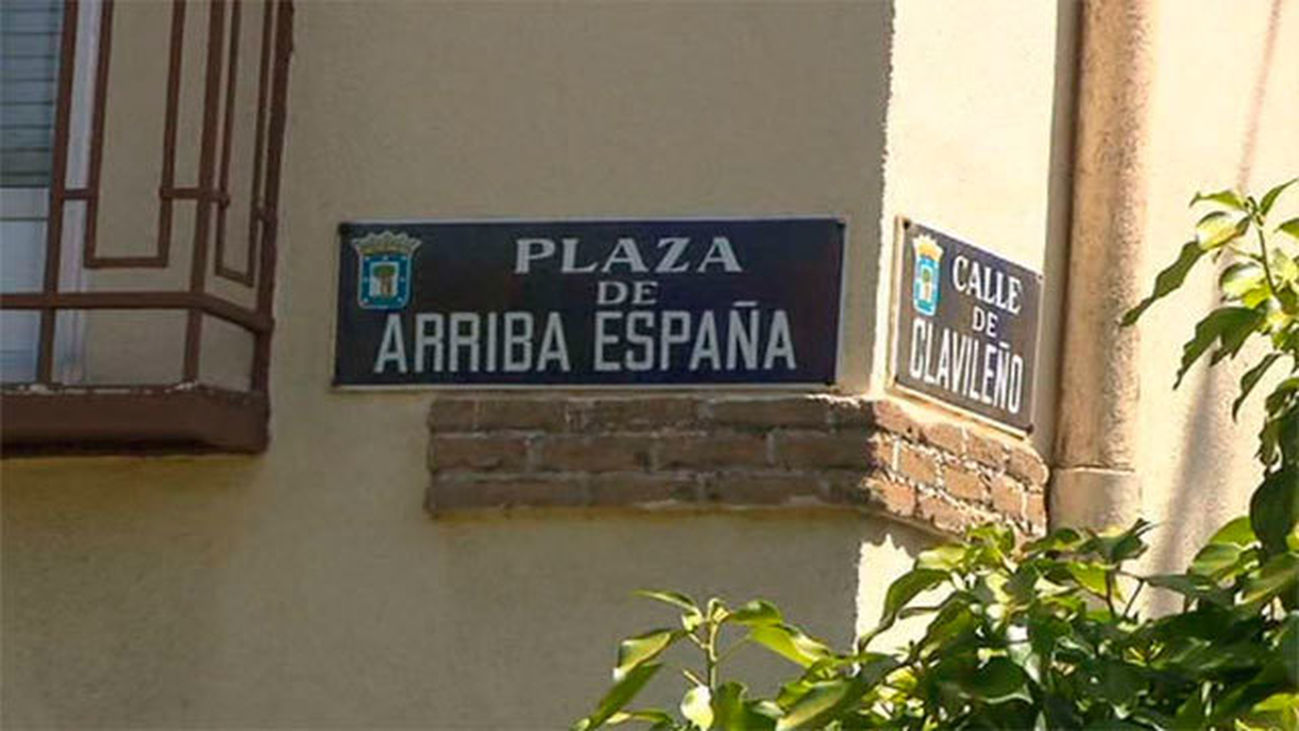 PLAZA
DE
ARRIBA ESPAÑA
CALLE
DE
CLAVILEÑO